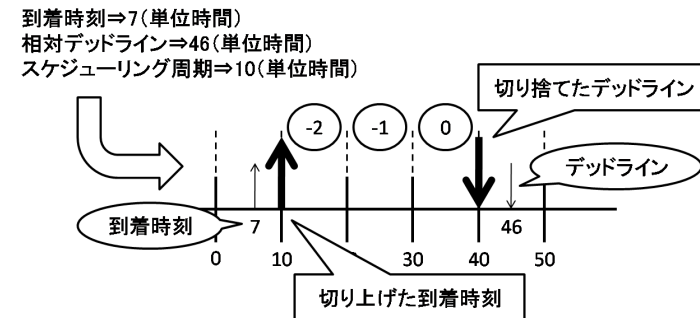 到着時刻⇒7(単位時間)
相対デッドライン⇒46(単位時間)
スケジューリング周期⇒10(単位時間)
切り捨てたデッドライン
-2 -1 0
デッドライン
到着時刻
7 46
0 10 30 40 50
切り上げた到着時刻